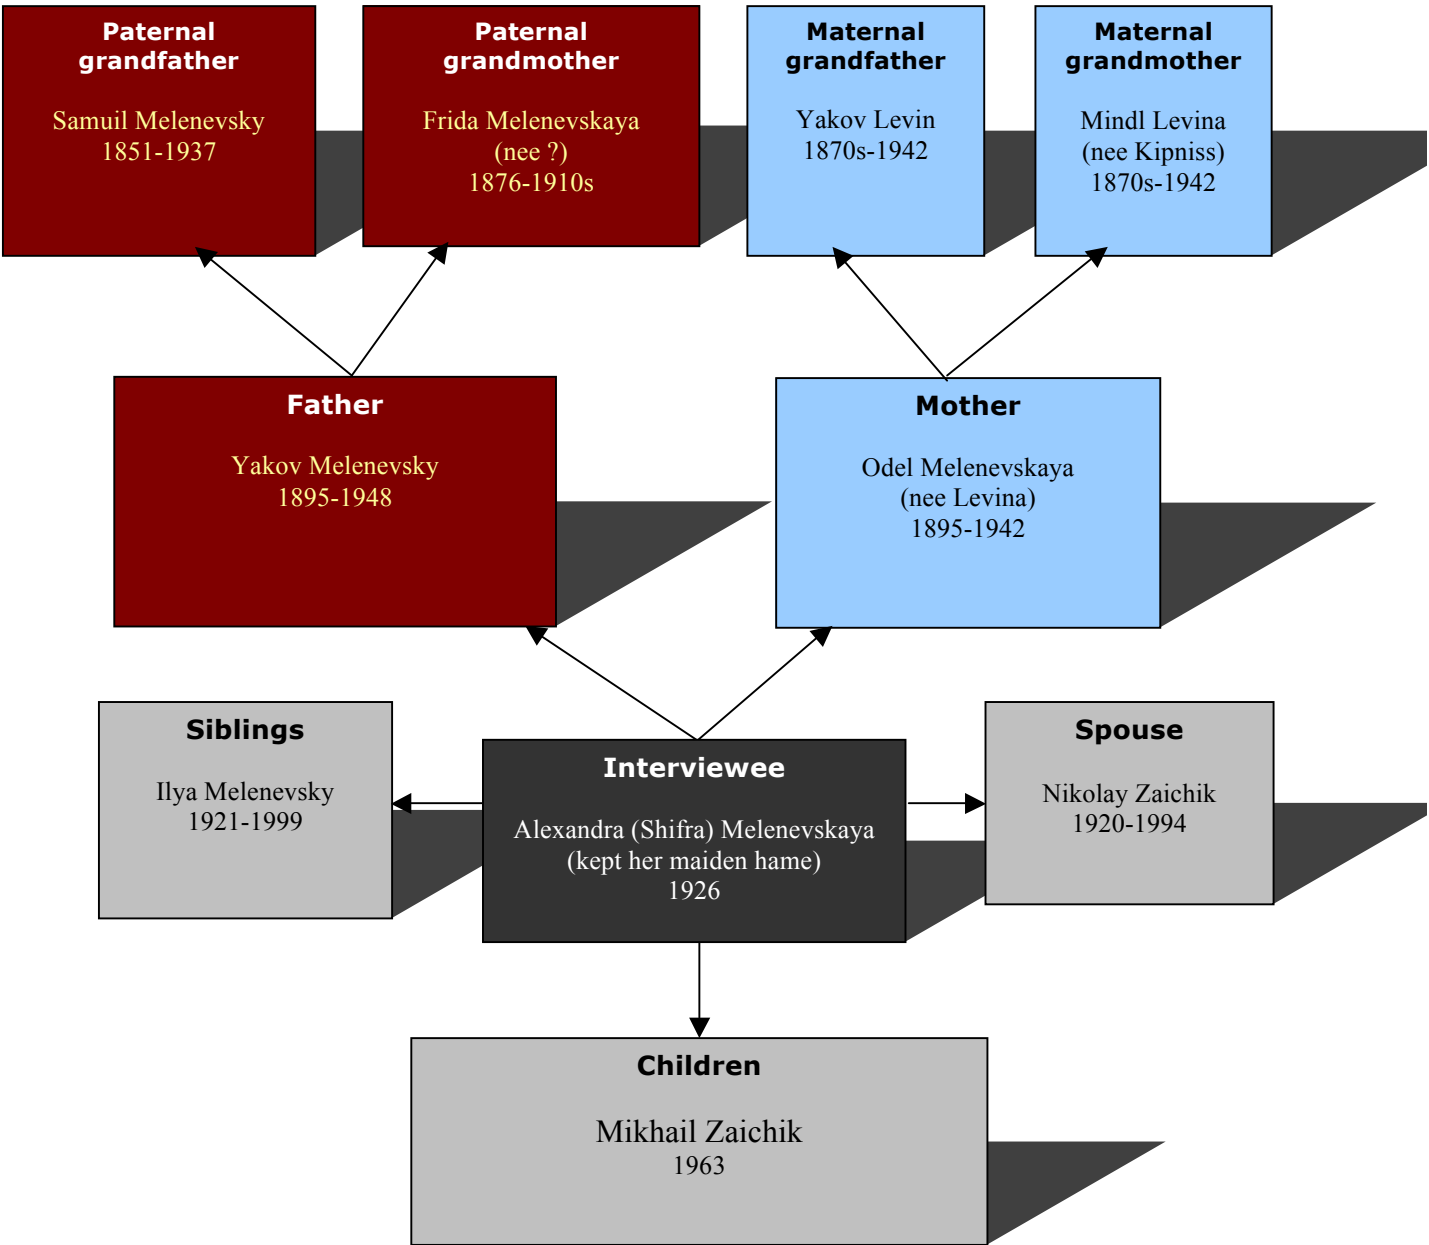 Paternal
grandfather
Samuil Melenevsky
1851-1937
Paternal
grandmother
Frida Melenevskaya
(nee ?)
1876-1910s
Maternal
grandfather
Yakov Levin
1870s-1942
Maternal
grandmother
Mindl Levina
(nee Kipniss)
1870s-1942
Father
Yakov Melenevsky
1895-1948
Mother
Odel Melenevskaya
(nee Levina)
1895-1942
Siblings
Ilya Melenevsky
1921-1999
Interviewee
Alexandra (Shifra) Melenevskaya
(kept her maiden hame)
1926
Spouse
Nikolay Zaichik
1920-1994
Children
Mikhail Zaichik
1963